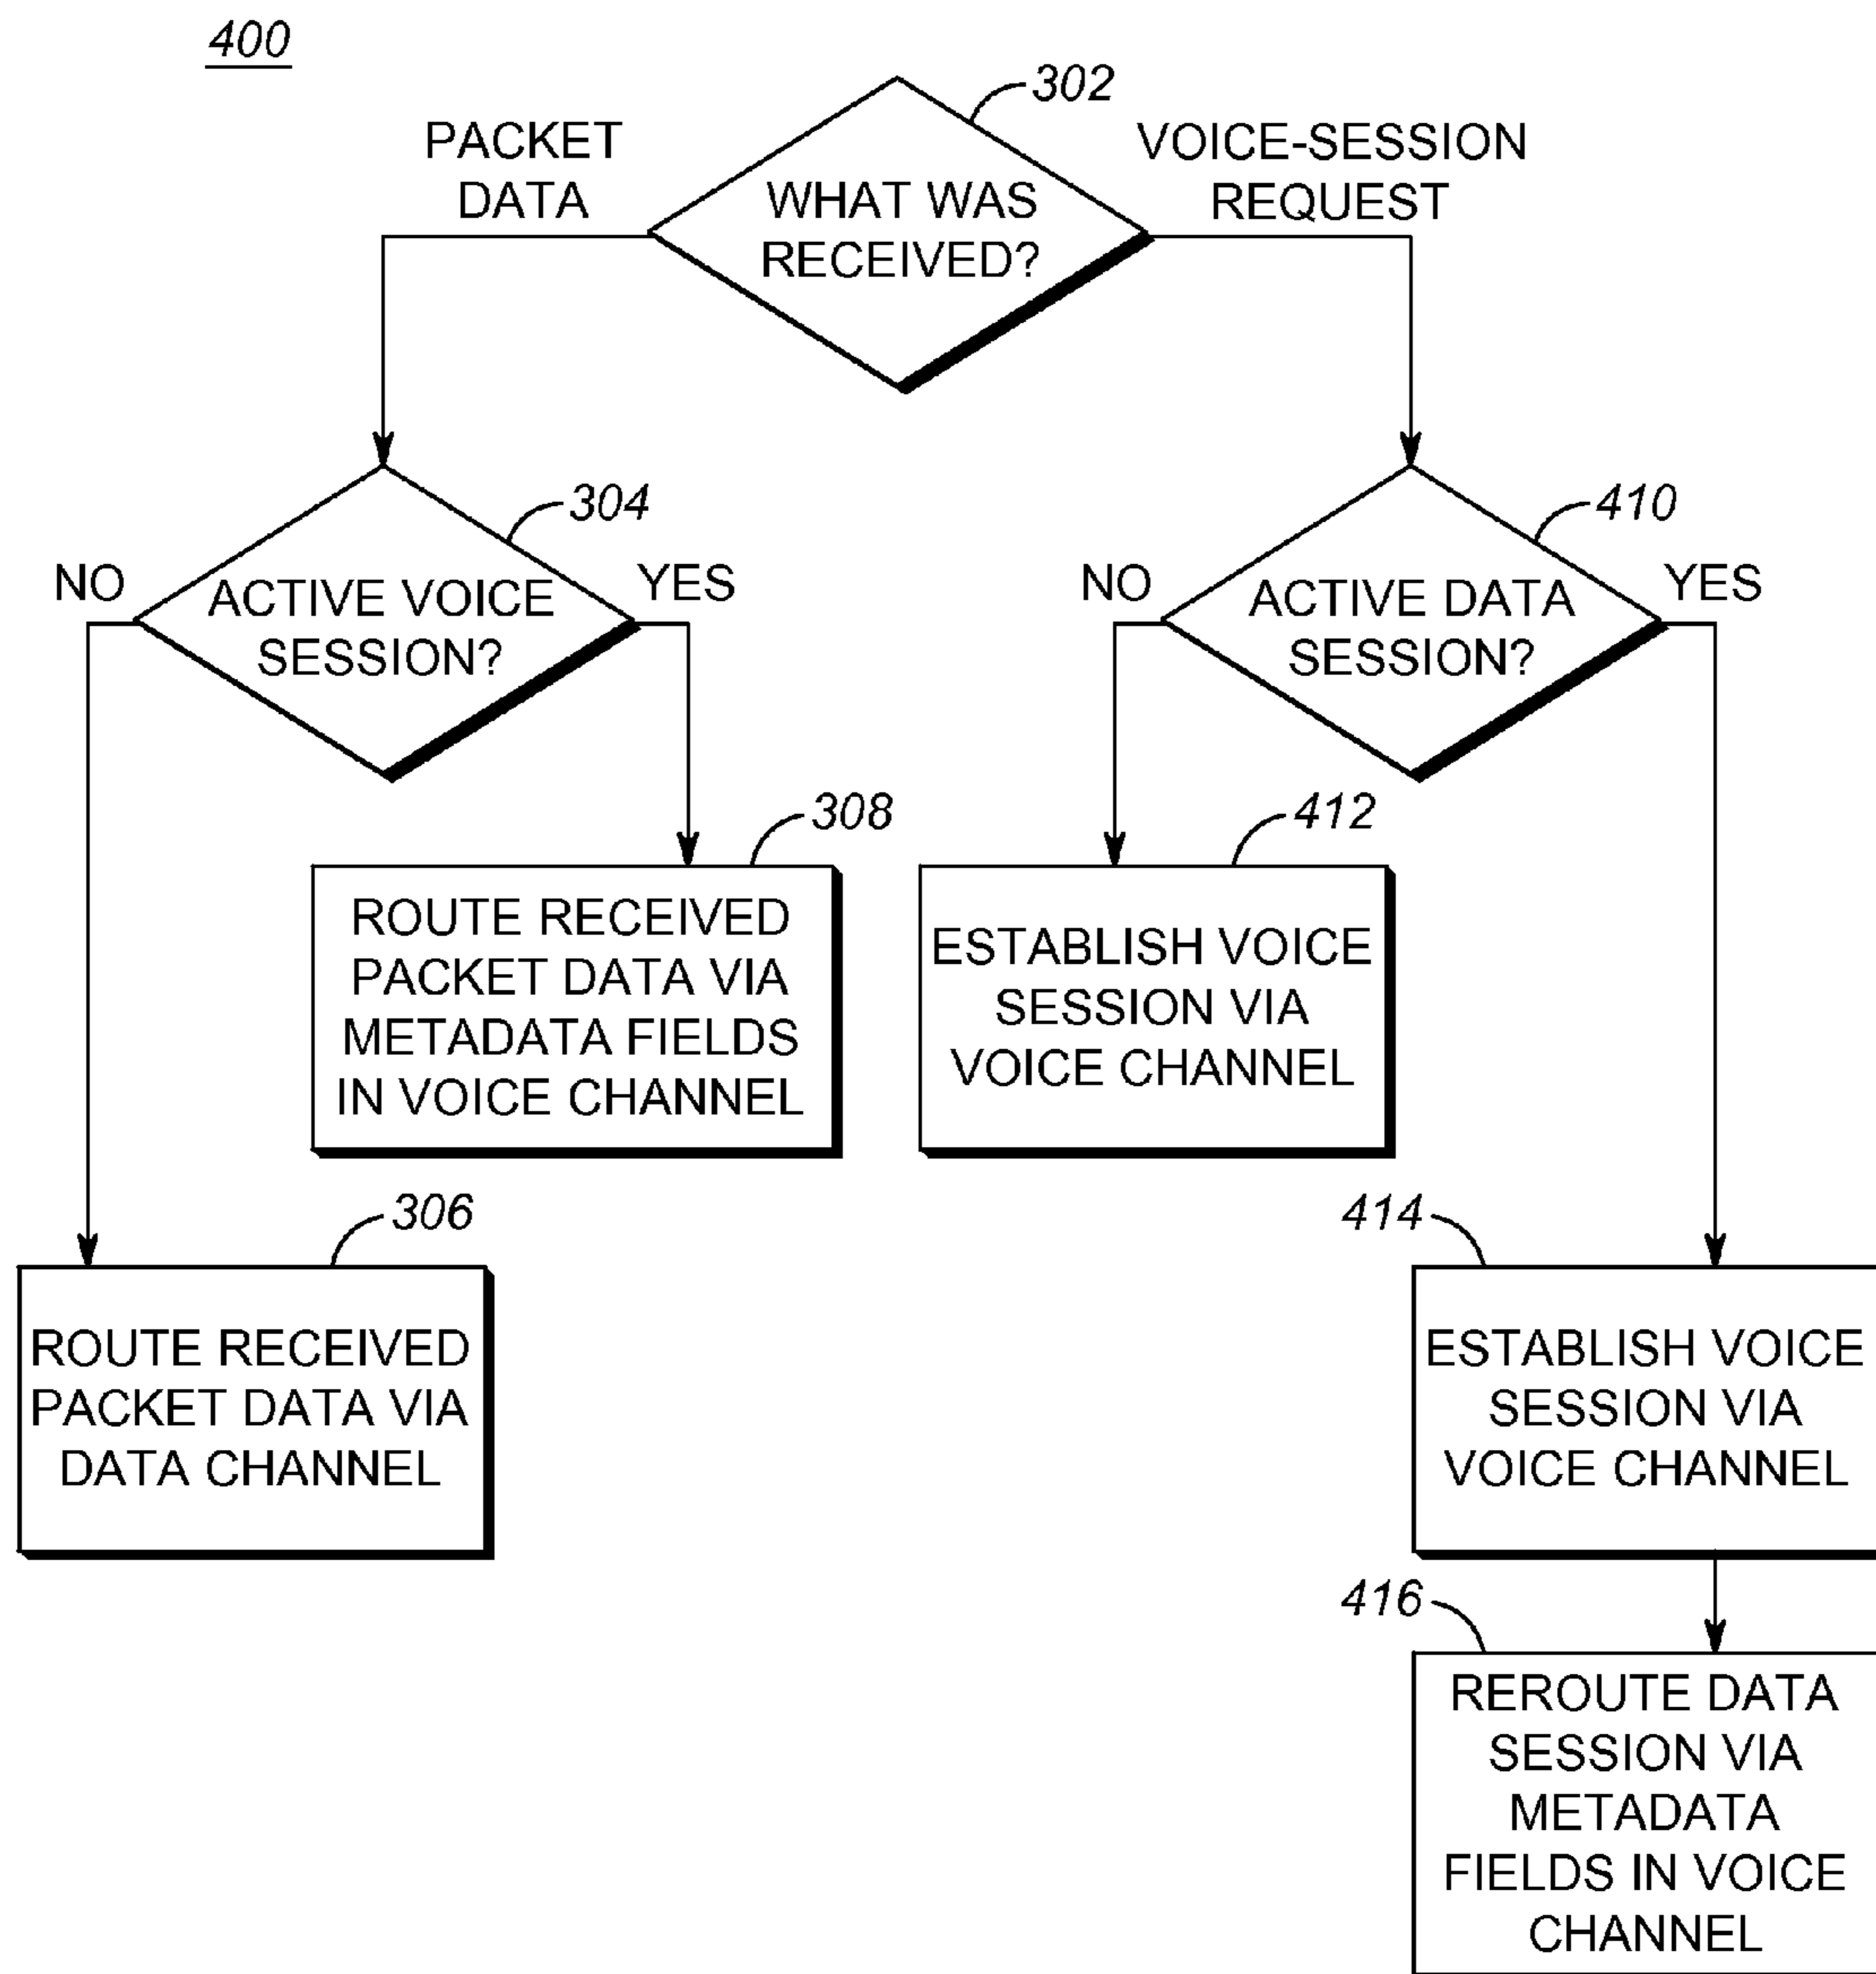 400
302
PACKET
DATA
VOICE-SESSION
REQUEST
WHAT WAS
RECEIVED?
304
NO
ACTIVE VOICE
SESSION?
YES
410
NO
ACTIVE DATA
SESSION?
YES
308
ROUTE RECEIVED
PACKET DATA VIA
METADATA FIELDS
IN VOICE CHANNEL
412
ESTABLISH VOICE
SESSION VIA
VOICE CHANNEL
306
ROUTE RECEIVED
PACKET DATA VIA
DATA CHANNEL
414
ESTABLISH VOICE
SESSION VIA
VOICE CHANNEL
416
REROUTE DATA
SESSION VIA
METADATA
FIELDS IN VOICE
CHANNEL